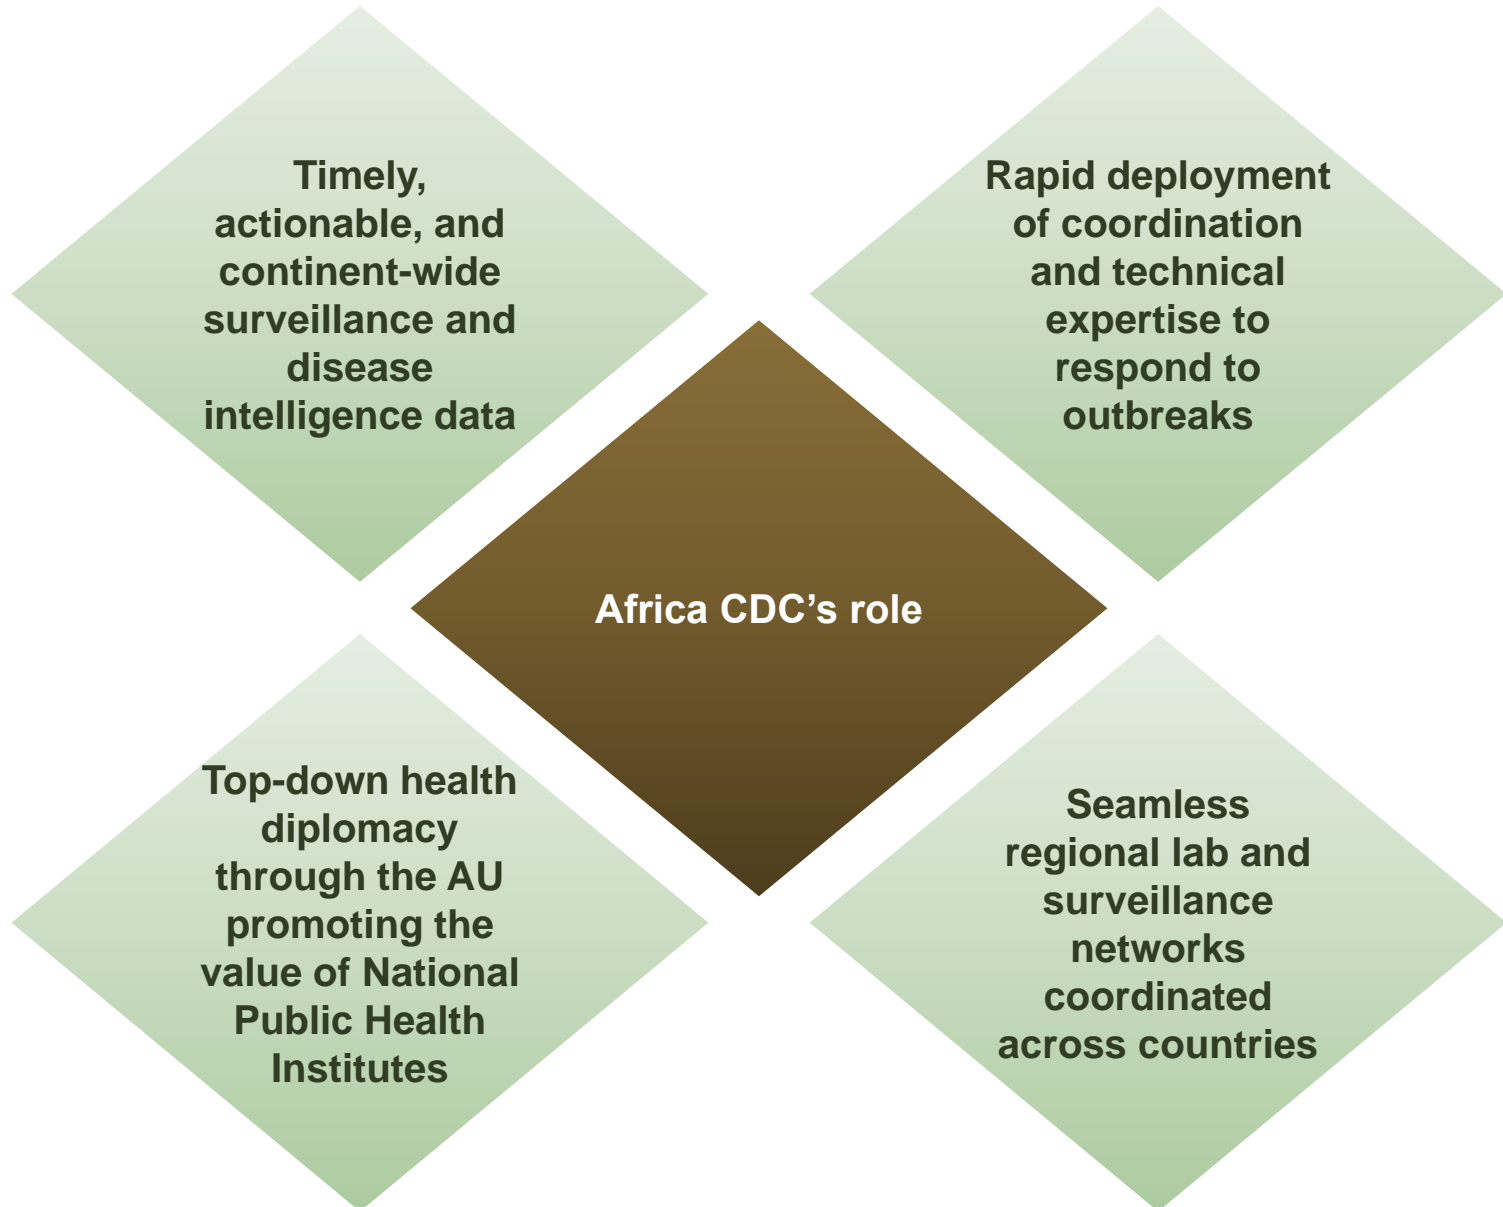 Timely,
actionable, and
continent-wide
surveillance and
disease
intelligence data
Rapid deployment
of coordination
and technical
expertise to
respond to
outbreaks
Africa CDC’s role
Top-down health
diplomacy
through the AU
promoting the
value of National
Public Health
Institutes
Seamless
regional lab and
surveillance
networks
coordinated
across countries